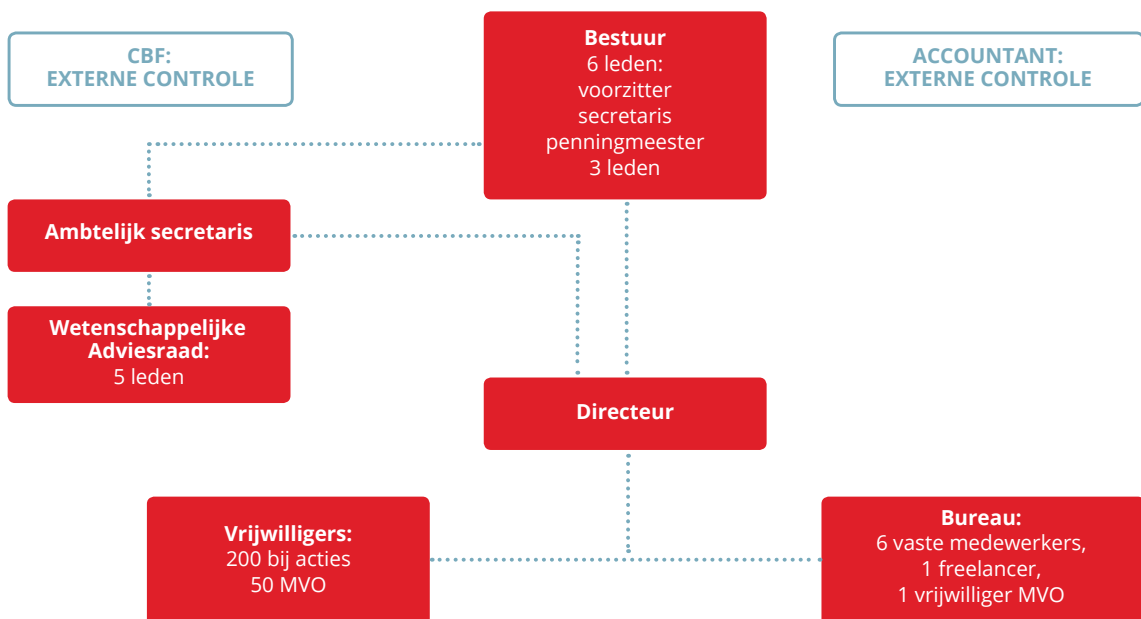 CBF:
EXTERNE CONTROLE
Bestuur
6 leden:
voorzitter
secretaris
penningmeester
3 leden
ACCOUNTANT:
EXTERNE CONTROLE
Ambtelijk secretaris
Wetenschappelijke
Adviesraad:
5 leden
Directeur
Vrijwilligers:
200 bij acties
50 MVO
Bureau:
6 vaste medewerkers,
1 freelancer,
1 vrijwilliger MVO